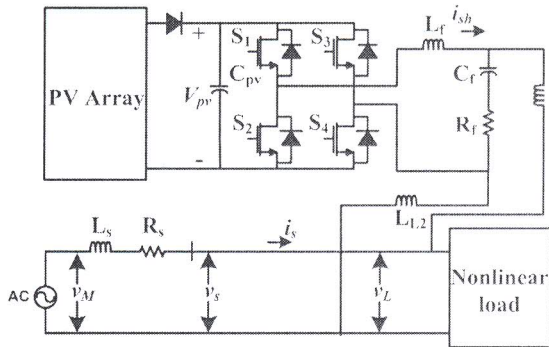 L_f
i_sh
+
S_1
S_3
C_f
PV Array
V_pv
C_pv
R_f
S_2
S_4
-
L_L2
L_s
R_s
i_s
AC
v_M
v_s
v_L
Nonlinear
load